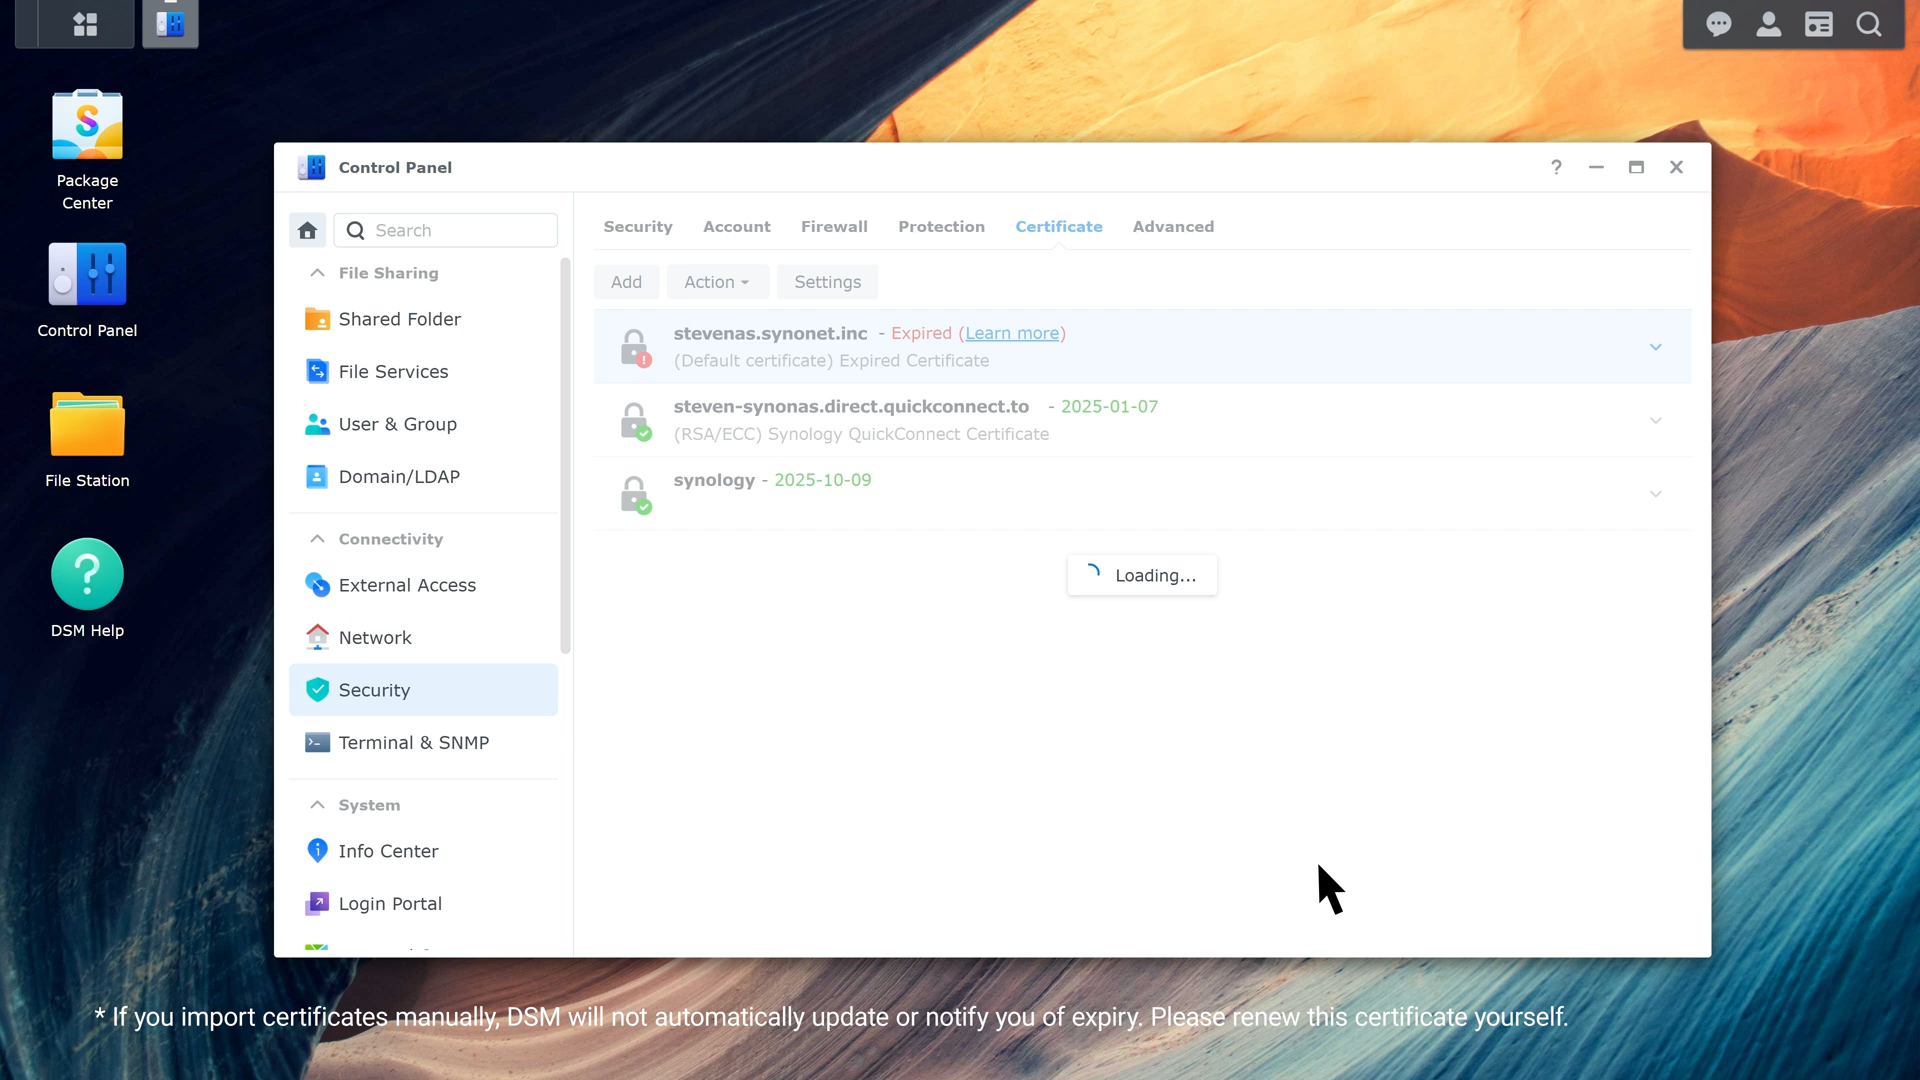 Package
Center
Control Panel
File Station
DSM Help
Control Panel
Search
File Sharing
Shared Folder
File Services
User & Group
Domain/LDAP
Connectivity
External Access
Network
Security
Terminal & SNMP
System
Info Center
Login Portal
Security Account Firewall Protection Certificate Advanced
Add Action Settings
stevenas.synonet.inc - Expired (Learn more)
(Default certificate) Expired Certificate
steven-synonas.direct.quickconnect.to - 2025-01-07
(RSA/ECC) Synology QuickConnect Certificate
synology - 2025-10-09
Loading...
* If you import certificates manually, DSM will not automatically update or notify you of expiry. Please renew this certificate yourself.